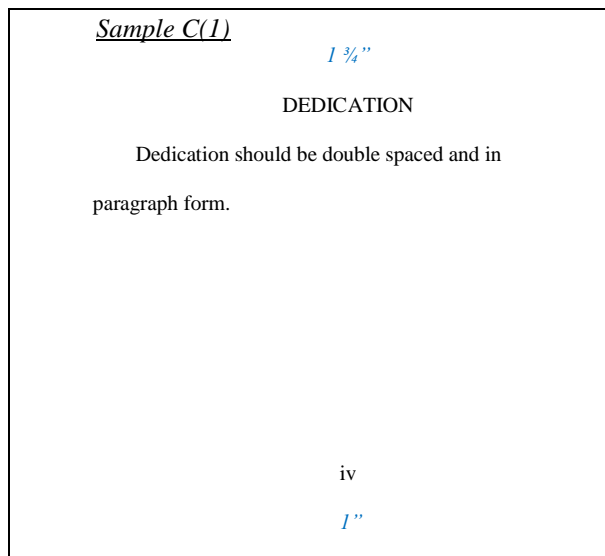 Sample C(1)
1 ¾”
DEDICATION
Dedication should be double spaced and in
paragraph form.
iv
1”